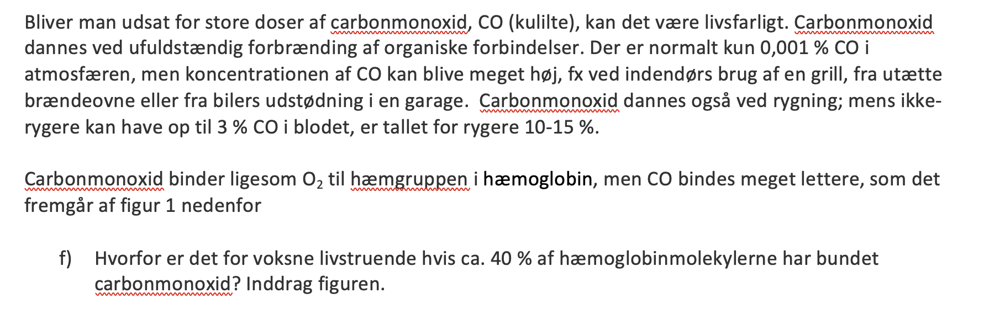 Bliver man udsat for store doser af carbonmonoxid, CO (kulilte), kan det være livsfarligt. Carbonmonoxid
dannes ved ufuldstændig forbrænding af organiske forbindelser. Der er normalt kun 0,001 % CO i
atmosfæren, men koncentrationen af CO kan blive meget høj, fx ved indendørs brug af en grill, fra utætte
brændeovne eller fra bilers udstødning i en garage.  Carbonmonoxid dannes også ved rygning; mens ikke-
rygere kan have op til 3 % CO i blodet, er tallet for rygere 10-15 %.
Carbonmonoxid binder ligesom O₂ til hæmgruppen i hæmoglobin, men CO bindes meget lettere, som det
fremgår af figur 1 nedenfor
f) Hvorfor er det for voksne livstruende hvis ca. 40 % af hæmoglobinmolekylerne har bundet
carbonmonoxid? Inddrag figuren.